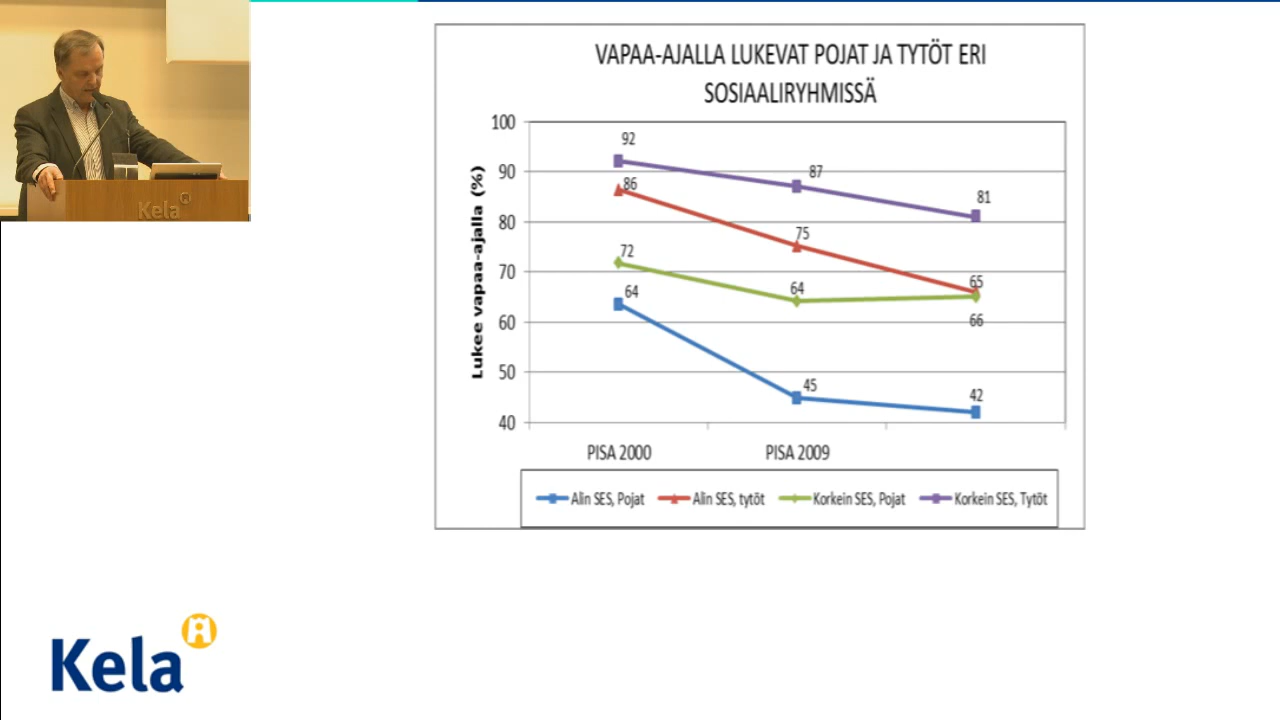 VAPAA-AJALLA LUKEVAT POJAT JA TYTÖT ERI
SOSIAALIRYHMISSÄ
Lukee vapaa-ajalla (%)
100
90
80
70
60
50
40
92
87
81
86
75
65
72
64
66
64
45
42
PISA 2000
PISA 2009
Alin SES, Pojat
Alin SES, tytöt
Korkein SES, Pojat
Korkein SES, Tytöt
Kela
Kela